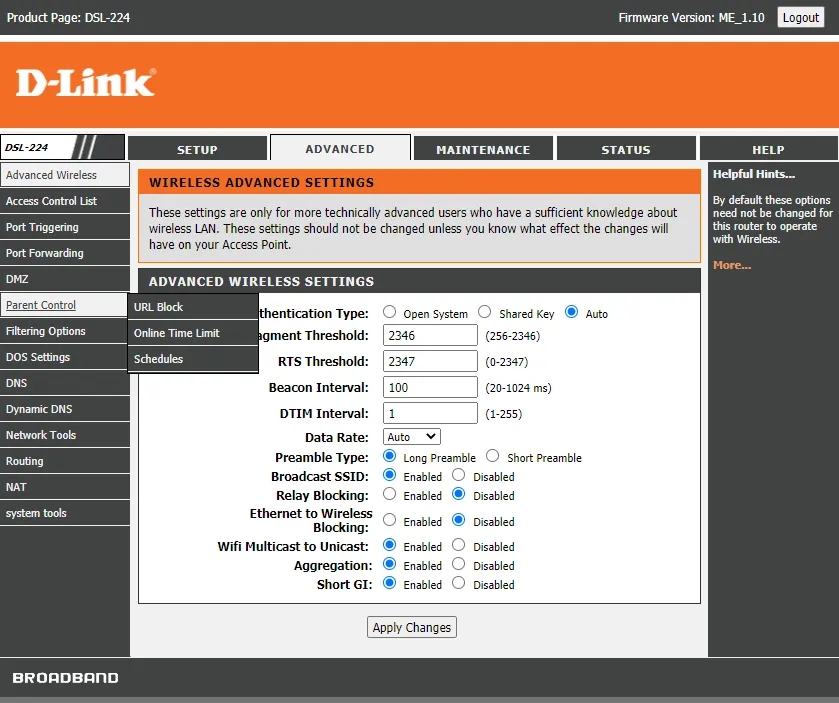 Product Page: DSL-224
Firmware Version: ME_1.10
Logout
D-Link®
DSL-224
SETUP
ADVANCED
MAINTENANCE
STATUS
HELP
Advanced Wireless
Access Control List
Port Triggering
Port Forwarding
DMZ
Parent Control
Filtering Options
DOS Settings
DNS
Dynamic DNS
Network Tools
Routing
NAT
system tools
URL Block
Online Time Limit
Schedules
WIRELESS ADVANCED SETTINGS
These settings are only for more technically advanced users who have a sufficient knowledge about
wireless LAN. These settings should not be changed unless you know what effect the changes will
have on your Access Point.
ADVANCED WIRELESS SETTINGS
thentication Type: Open System Shared Key Auto
agment Threshold: 2346 (256-2346)
RTS Threshold: 2347 (0-2347)
Beacon Interval: 100 (20-1024 ms)
DTIM Interval: 1 (1-255)
Data Rate: Auto
Preamble Type: Long Preamble Short Preamble
Broadcast SSID: Enabled Disabled
Relay Blocking: Enabled Disabled
Ethernet to Wireless
Blocking: Enabled Disabled
Wifi Multicast to Unicast: Enabled Disabled
Aggregation: Enabled Disabled
Short GI: Enabled Disabled
Apply Changes
Helpful Hints...
By default these options
need not be changed for
this router to operate
with Wireless.
More...
BROADBAND